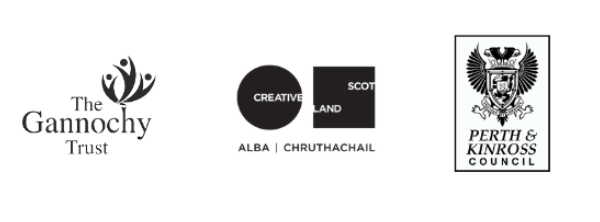 The
Gannochy
Trust
CREATIVE
SCOT
LAND
ALBA | CHRUTHACHAIL
PERTH &
KINROSS
COUNCIL